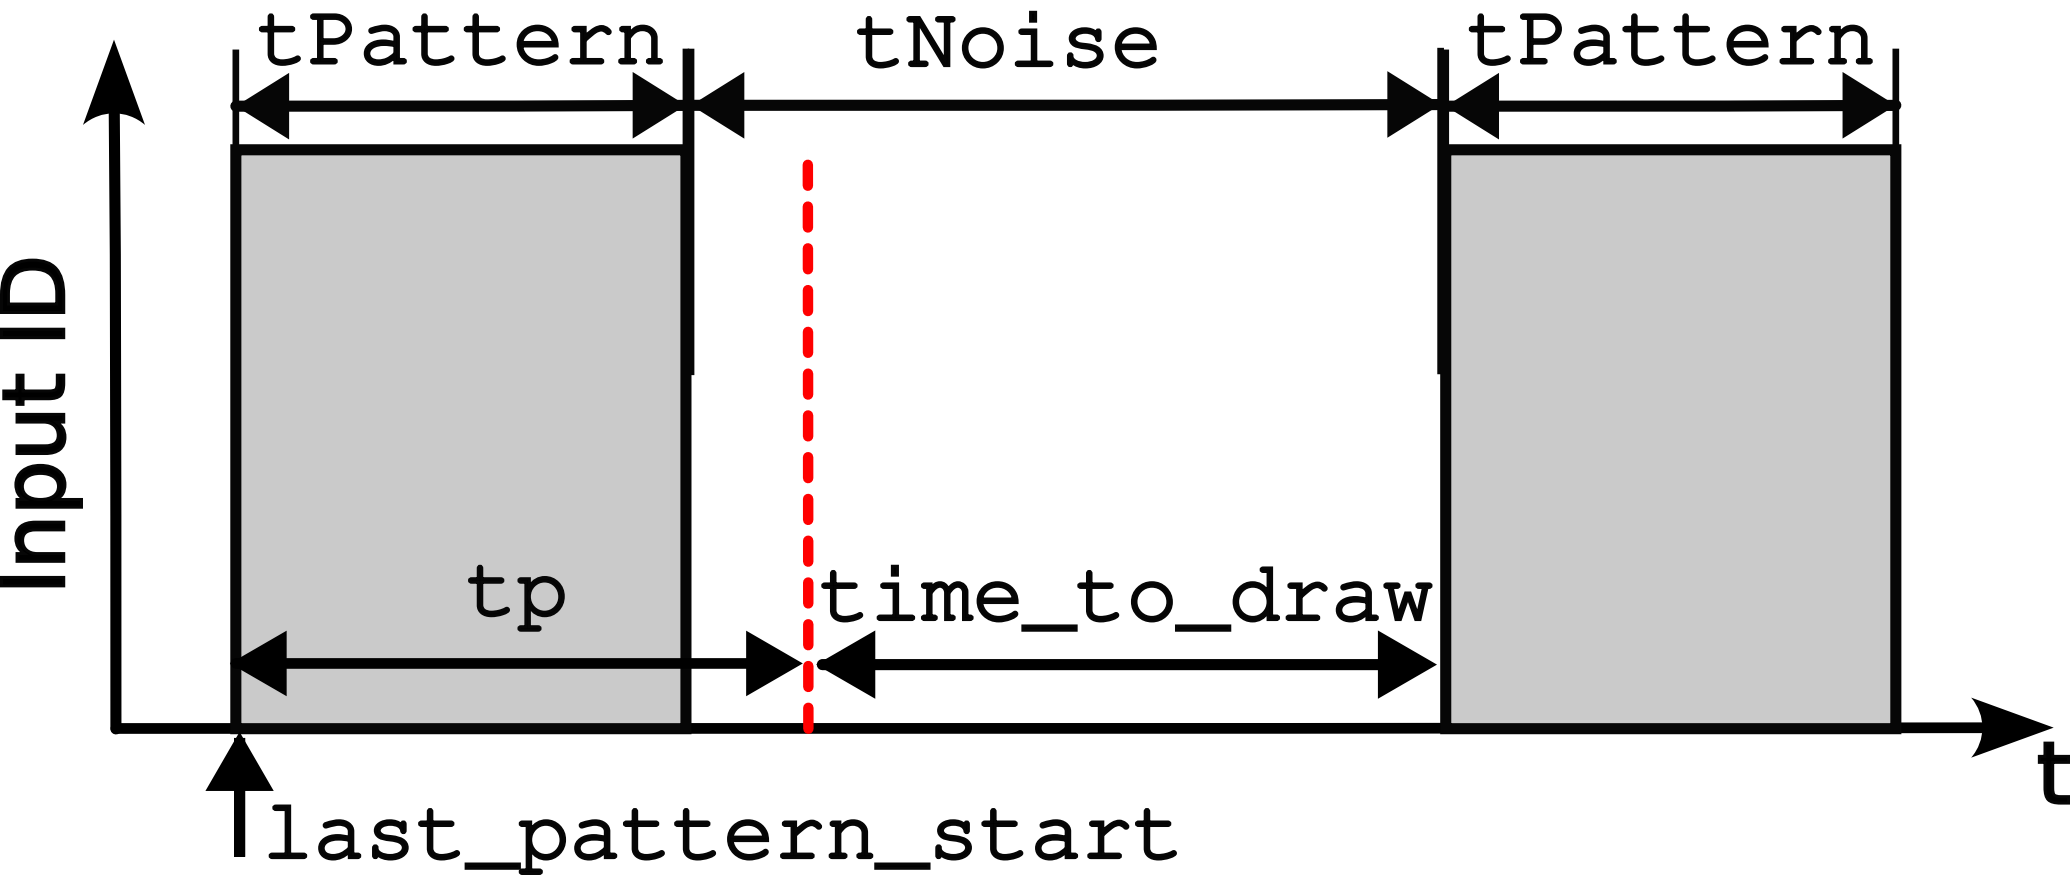 tPattern
tNoise
tPattern
Input ID
tp
time_to_draw
t
last_pattern_start